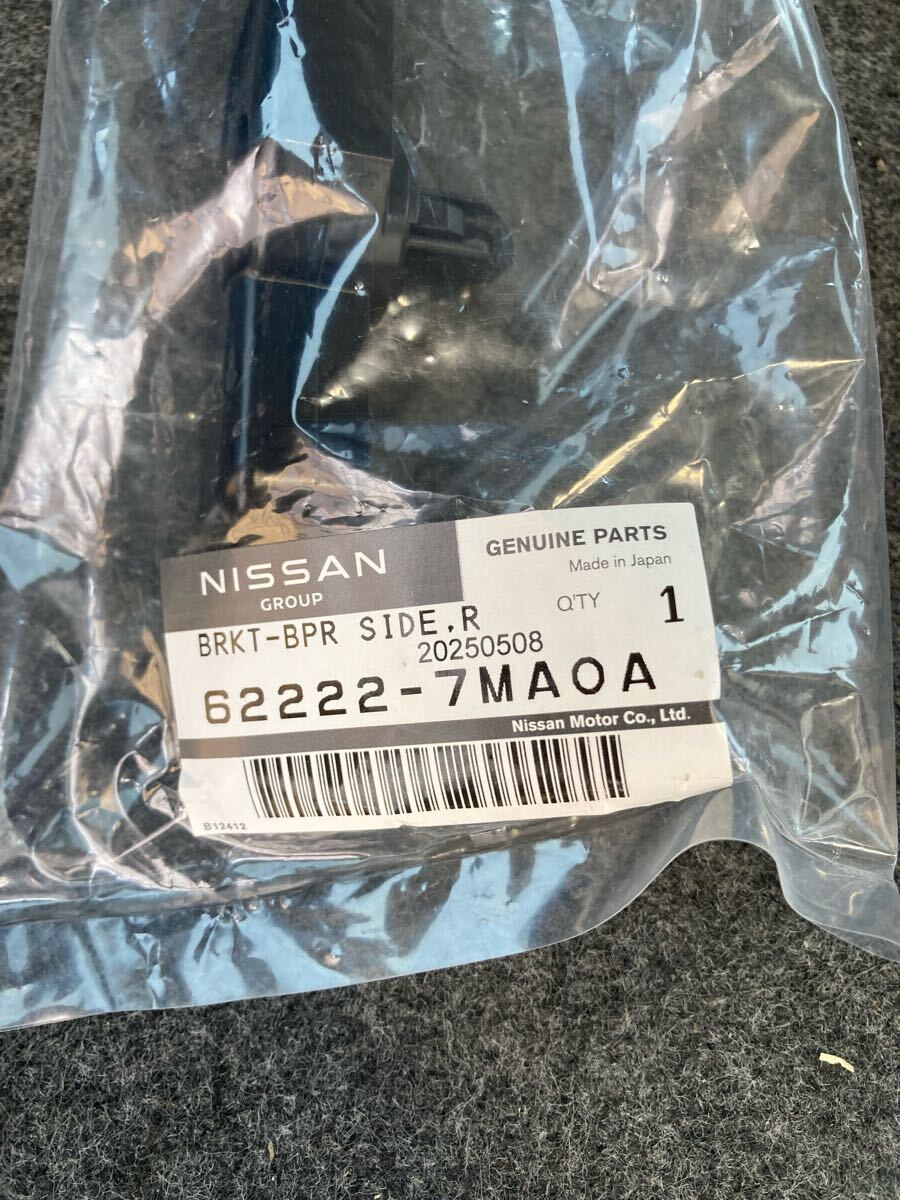 NISSAN
GROUP
GENUINE PARTS
Made in Japan
BRKT-BPR SIDE,R
Q'TY 1
20250508
62222-7MA0A
Nissan Motor Co., Ltd.
B12412